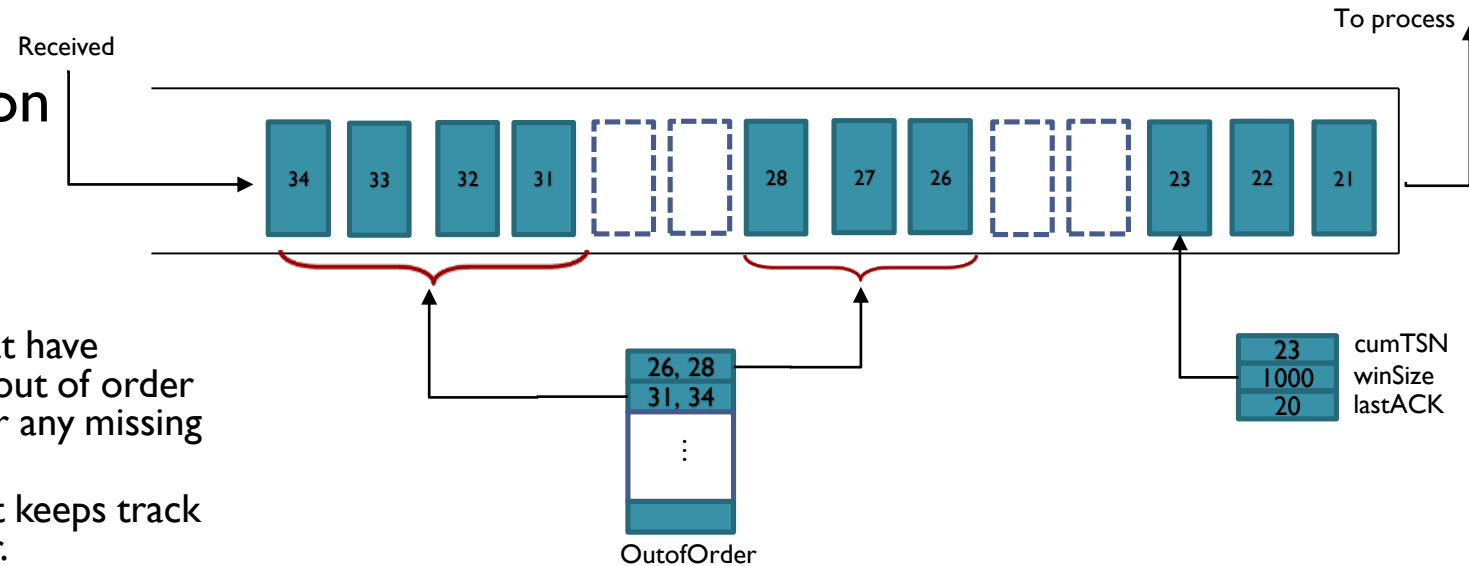 To process
Received
on
34 33 32 31 28 27 26 23 22 21
t have
out of order
r any missing
t keeps track
r.
26, 28
31, 34
⋮
OutofOrder
23 cumTSN
1000 winSize
20 lastACK